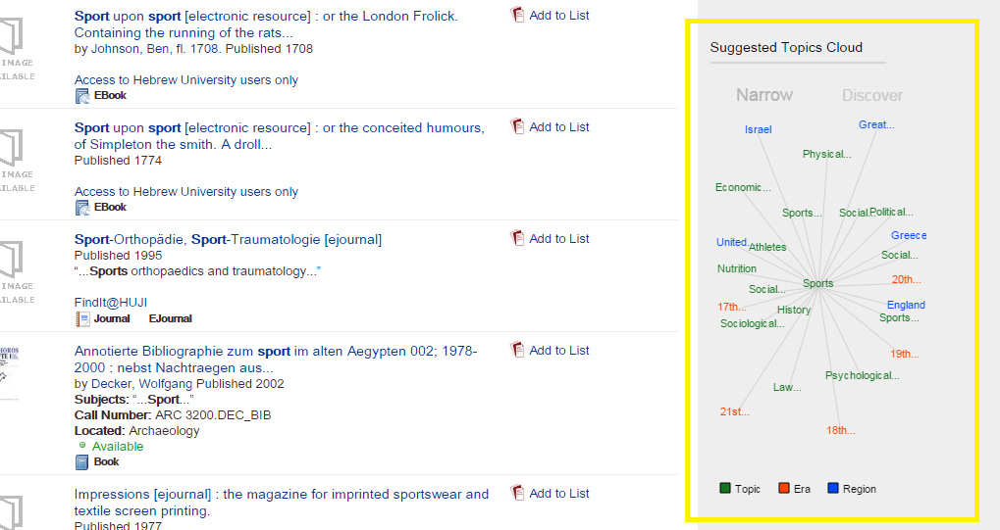 IMAGE
AILABLE
Sport upon sport [electronic resource] : or the London Frolick.
Containing the running of the rats...
by Johnson, Ben, fl. 1708. Published 1708
Access to Hebrew University users only
EBook
Add to List
IMAGE
AILABLE
Sport upon sport [electronic resource] : or the conceited humours,
of Simpleton the smith. A droll...
Published 1774
Access to Hebrew University users only
EBook
Add to List
IMAGE
AILABLE
Sport-Orthopädie, Sport-Traumatologie [ejournal]
Published 1995
“...Sports orthopaedics and traumatology...”
FindIt@HUJI
Journal EJournal
Add to List
Annotierte Bibliographie zum sport im alten Aegypten 002; 1978-
2000 : nebst Nachtraegen aus...
by Decker, Wolfgang Published 2002
Subjects: “...Sport...”
Call Number: ARC 3200.DEC_BIB
Located: Archaeology
Available
Book
Add to List
Impressions [ejournal] : the magazine for imprinted sportswear and
textile screen printing.
Published 1977
Add to List
Suggested Topics Cloud
Narrow Discover
Israel Great...
Physical...
Economic...
Sports... Social... Political...
Greece
United... Athletes
Social...
Nutrition
20th...
Sports
Social...
England
17th... History
Sports...
Sociological...
19th...
Psychological...
Law...
21st...
18th...
Topic Era Region